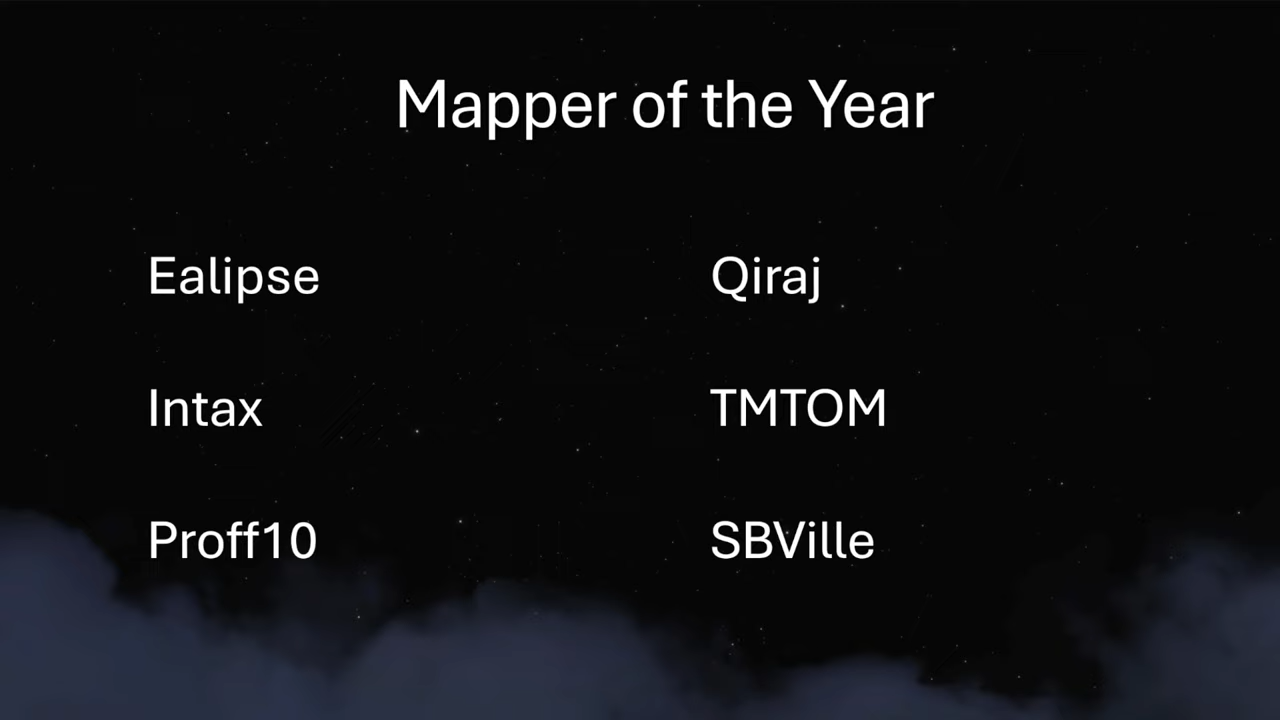 Mapper of the Year
Ealipse
Qiraj
Intax
TMTOM
Proff10
SBVille